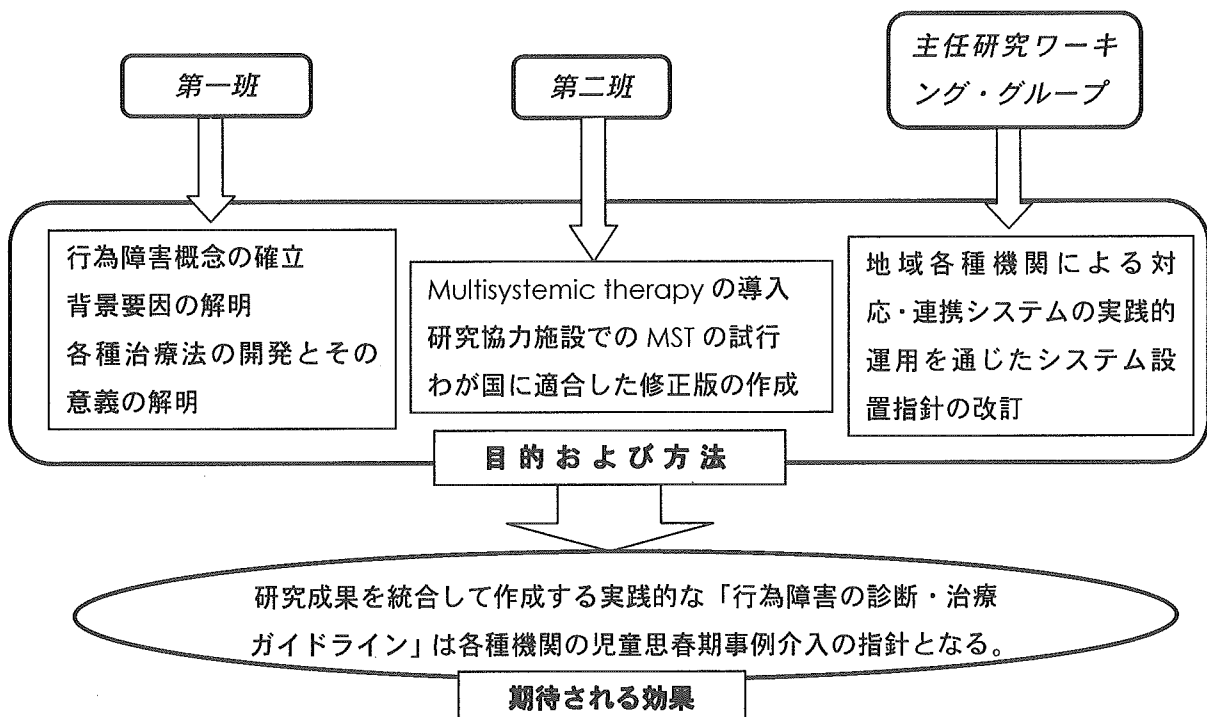 第一班
第二班
主任研究ワーキ
ング・グループ
行為障害概念の確立
背景要因の解明
各種治療法の開発とその
意義の解明
Multisystemic therapy の導入
研究協力施設での MST の試行
わが国に適合した修正版の作成
地域各種機関による対
応・連携システムの実践的
運用を通じたシステム設
置指針の改訂
目的および方法
研究成果を統合して作成する実践的な「行為障害の診断・治療
ガイドライン」は各種機関の児童思春期事例介入の指針となる。
期待される効果